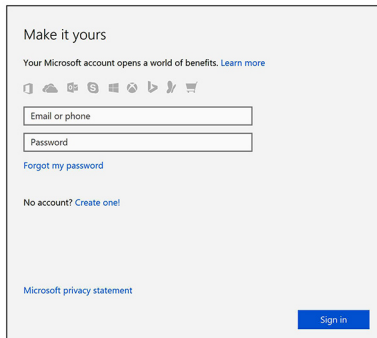 Make it yours
Your Microsoft account opens a world of benefits. Learn more
Email or phone
Password
Forgot my password
No account? Create one!
Microsoft privacy statement
Sign in